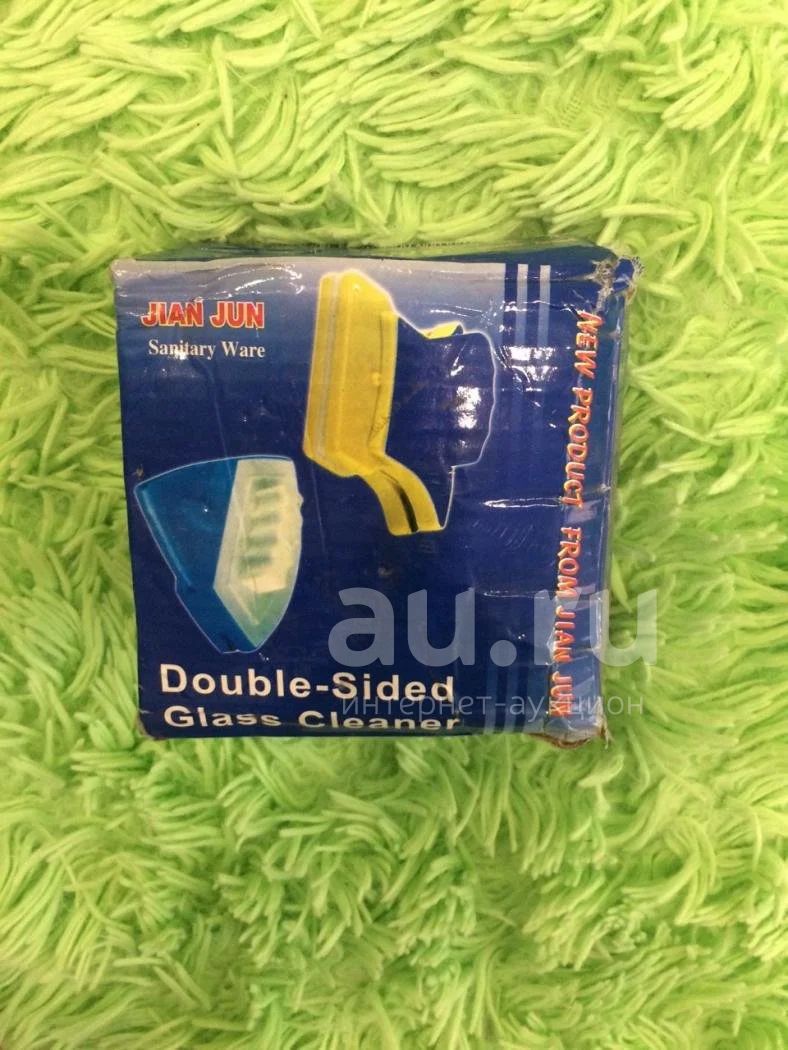 JIAN JUN
Sanitary Ware
NEW PRODUCT FROM JIAN JUN
Double-Sided
Glass Cleaner
au.ru
интернет-аукцион